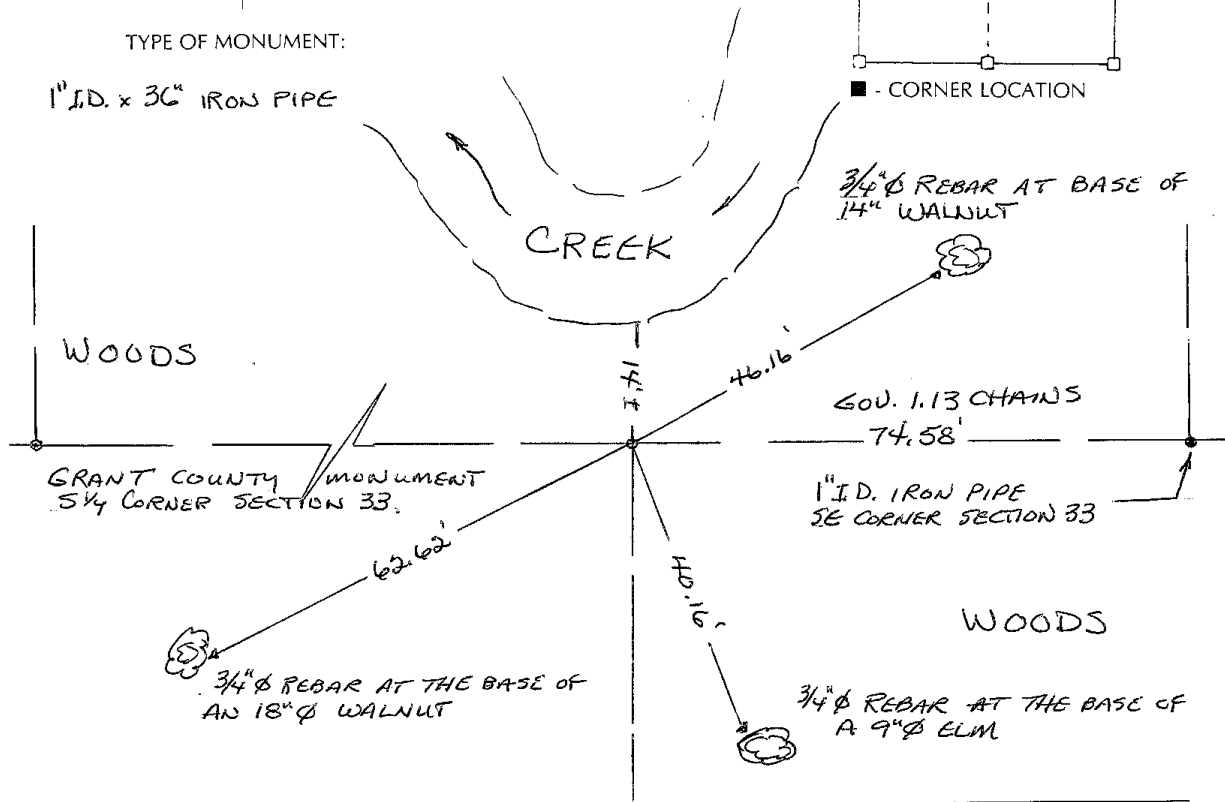 TYPE OF MONUMENT:
1" I.D. x 36" IRON PIPE
■ - CORNER LOCATION
3/4"Ø REBAR AT BASE OF
14" WALNUT
CREEK
WOODS
14'±
46.16'
GOV. 1.13 CHAINS
74.58'
GRANT COUNTY MONUMENT
S 1/4 CORNER SECTION 33.
1" I.D. IRON PIPE
SE CORNER SECTION 33
62.62'
40.16'
WOODS
3/4"Ø REBAR AT THE BASE OF
AN 18"Ø WALNUT
3/4"Ø REBAR AT THE BASE OF
A 9"Ø ELM